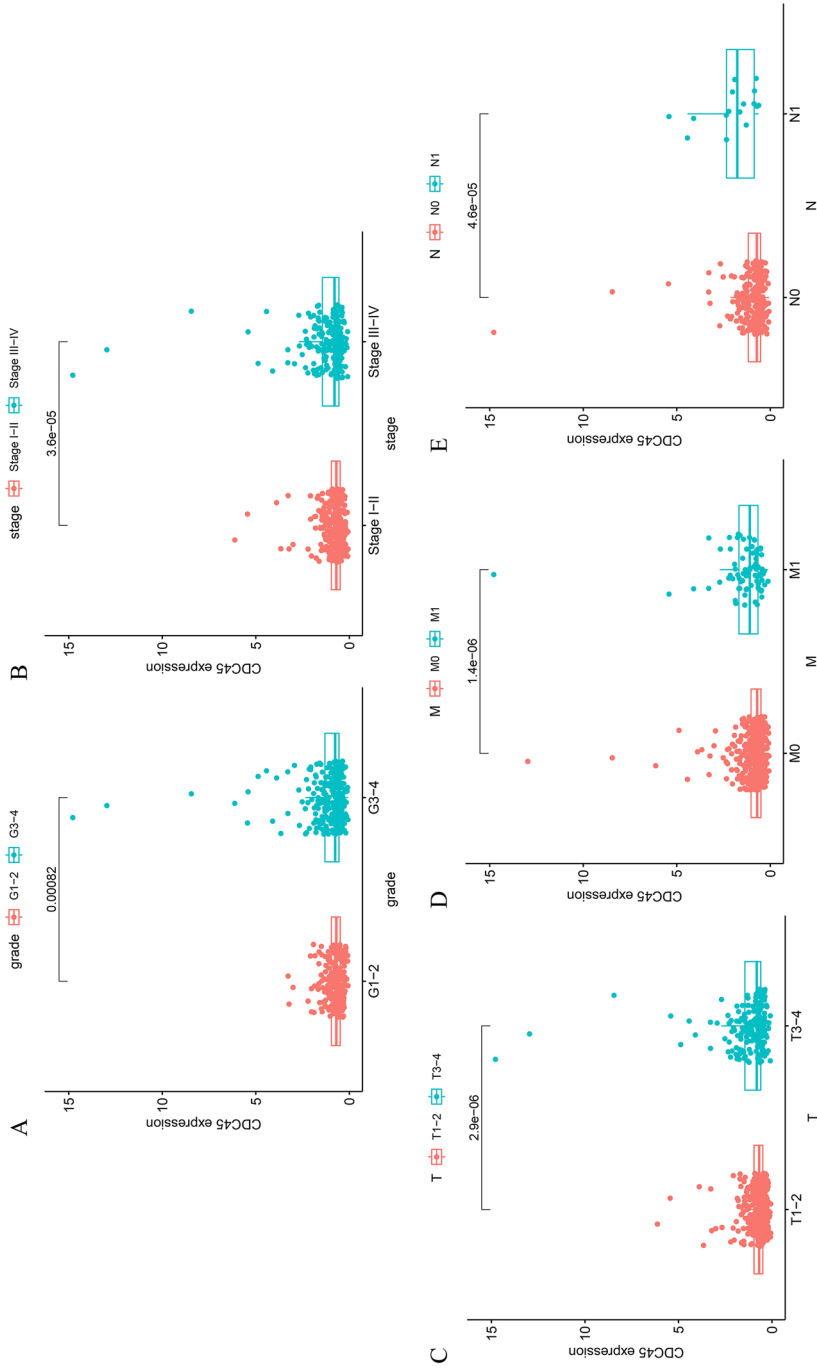 A
grade G1-2 G3-4
0.00082
15
10
5
0
CDC45 expression
G1-2 G3-4
grade
B
stage Stage I-II Stage III-IV
3.6e-05
15
10
5
0
CDC45 expression
Stage I-II Stage III-IV
stage
C
T T1-2 T3-4
2.9e-06
15
10
5
0
CDC45 expression
T1-2 T3-4
T
D
M M0 M1
1.4e-06
15
10
5
0
CDC45 expression
M0 M1
M
E
N N0 N1
4.6e-05
15
10
5
0
CDC45 expression
N0 N1
N